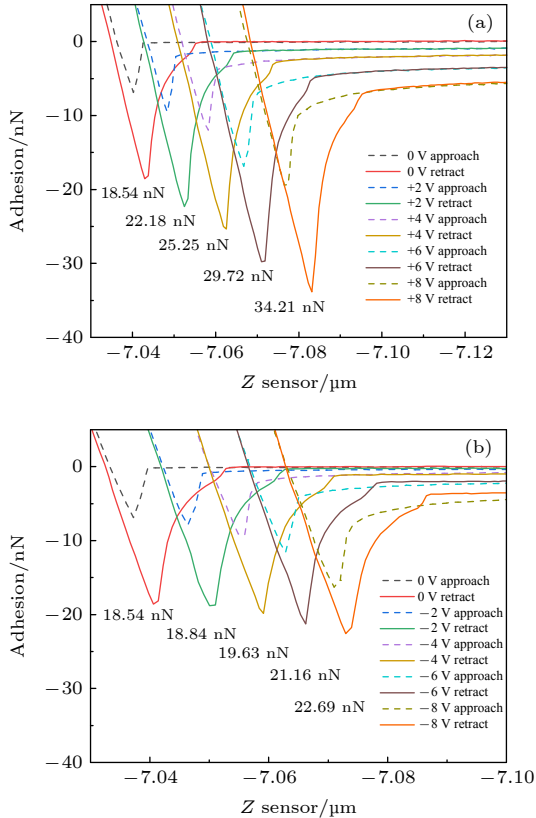 (a)
0
−10
−20
−30
−40
Adhesion/nN
18.54 nN
22.18 nN
25.25 nN
29.72 nN
34.21 nN
0 V approach
0 V retract
+2 V approach
+2 V retract
+4 V approach
+4 V retract
+6 V approach
+6 V retract
+8 V approach
+8 V retract
−7.04 −7.06 −7.08 −7.10 −7.12
Z sensor/μm
(b)
0
−10
−20
−30
−40
Adhesion/nN
18.54 nN
18.84 nN
19.63 nN
21.16 nN
22.69 nN
0 V approach
0 V retract
−2 V approach
−2 V retract
−4 V approach
−4 V retract
−6 V approach
−6 V retract
−8 V approach
−8 V retract
−7.04 −7.06 −7.08 −7.10
Z sensor/μm